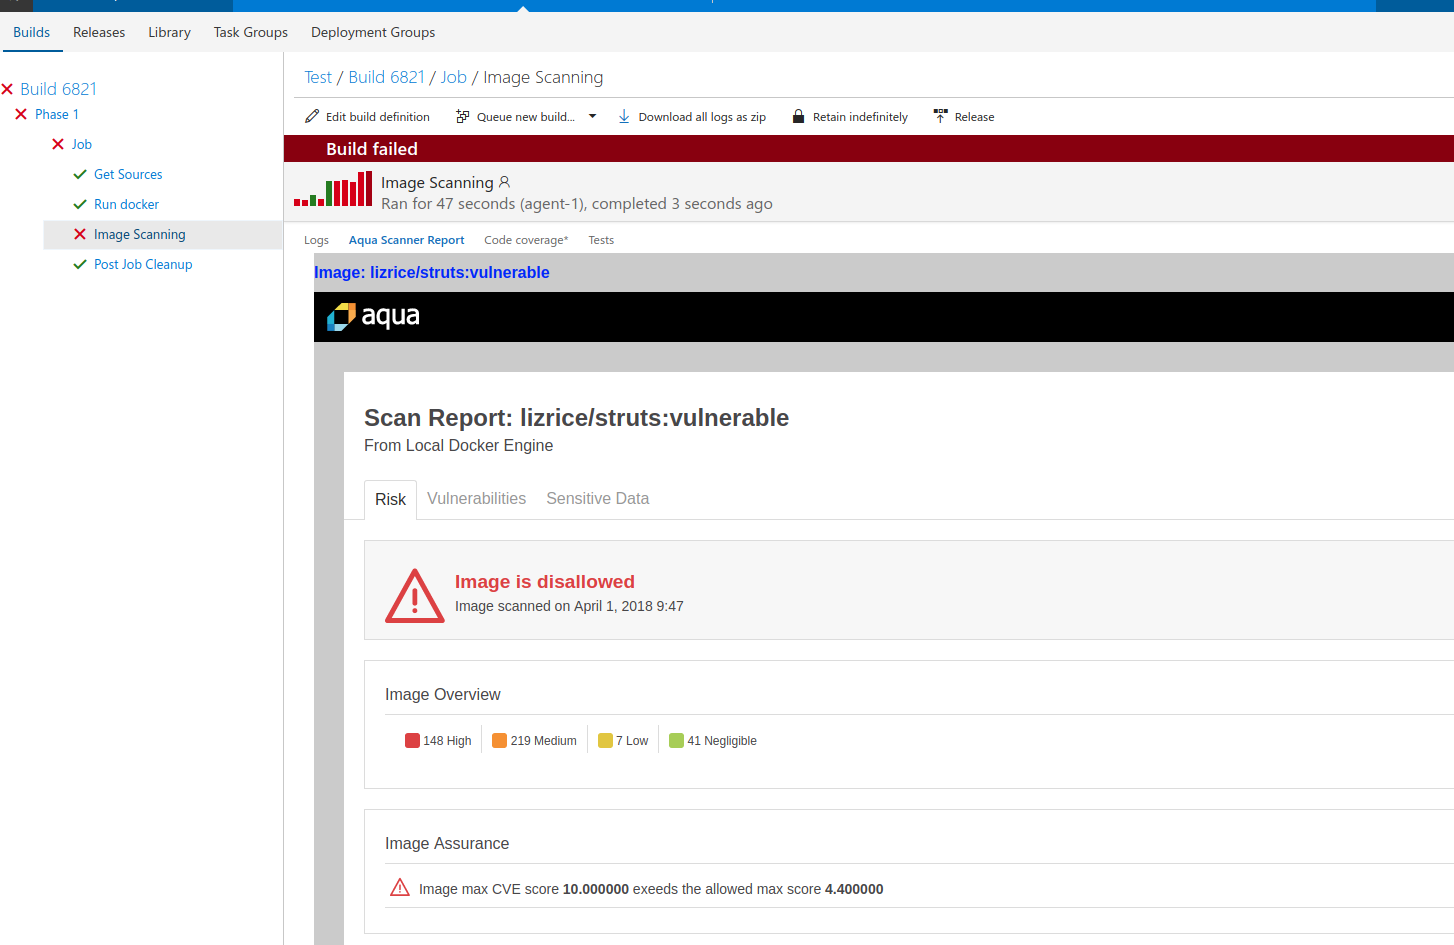 Builds Releases Library Task Groups Deployment Groups
Build 6821
Phase 1
Job
Get Sources
Run docker
Image Scanning
Post Job Cleanup
Test / Build 6821 / Job / Image Scanning
Edit build definition Queue new build... Download all logs as zip Retain indefinitely Release
Build failed
Image Scanning
Ran for 47 seconds (agent-1), completed 3 seconds ago
Logs Aqua Scanner Report Code coverage* Tests
Image: lizrice/struts:vulnerable
aqua
Scan Report: lizrice/struts:vulnerable
From Local Docker Engine
Risk Vulnerabilities Sensitive Data
Image is disallowed
Image scanned on April 1, 2018 9:47
Image Overview
148 High 219 Medium 7 Low 41 Negligible
Image Assurance
Image max CVE score 10.000000 exeeds the allowed max score 4.400000